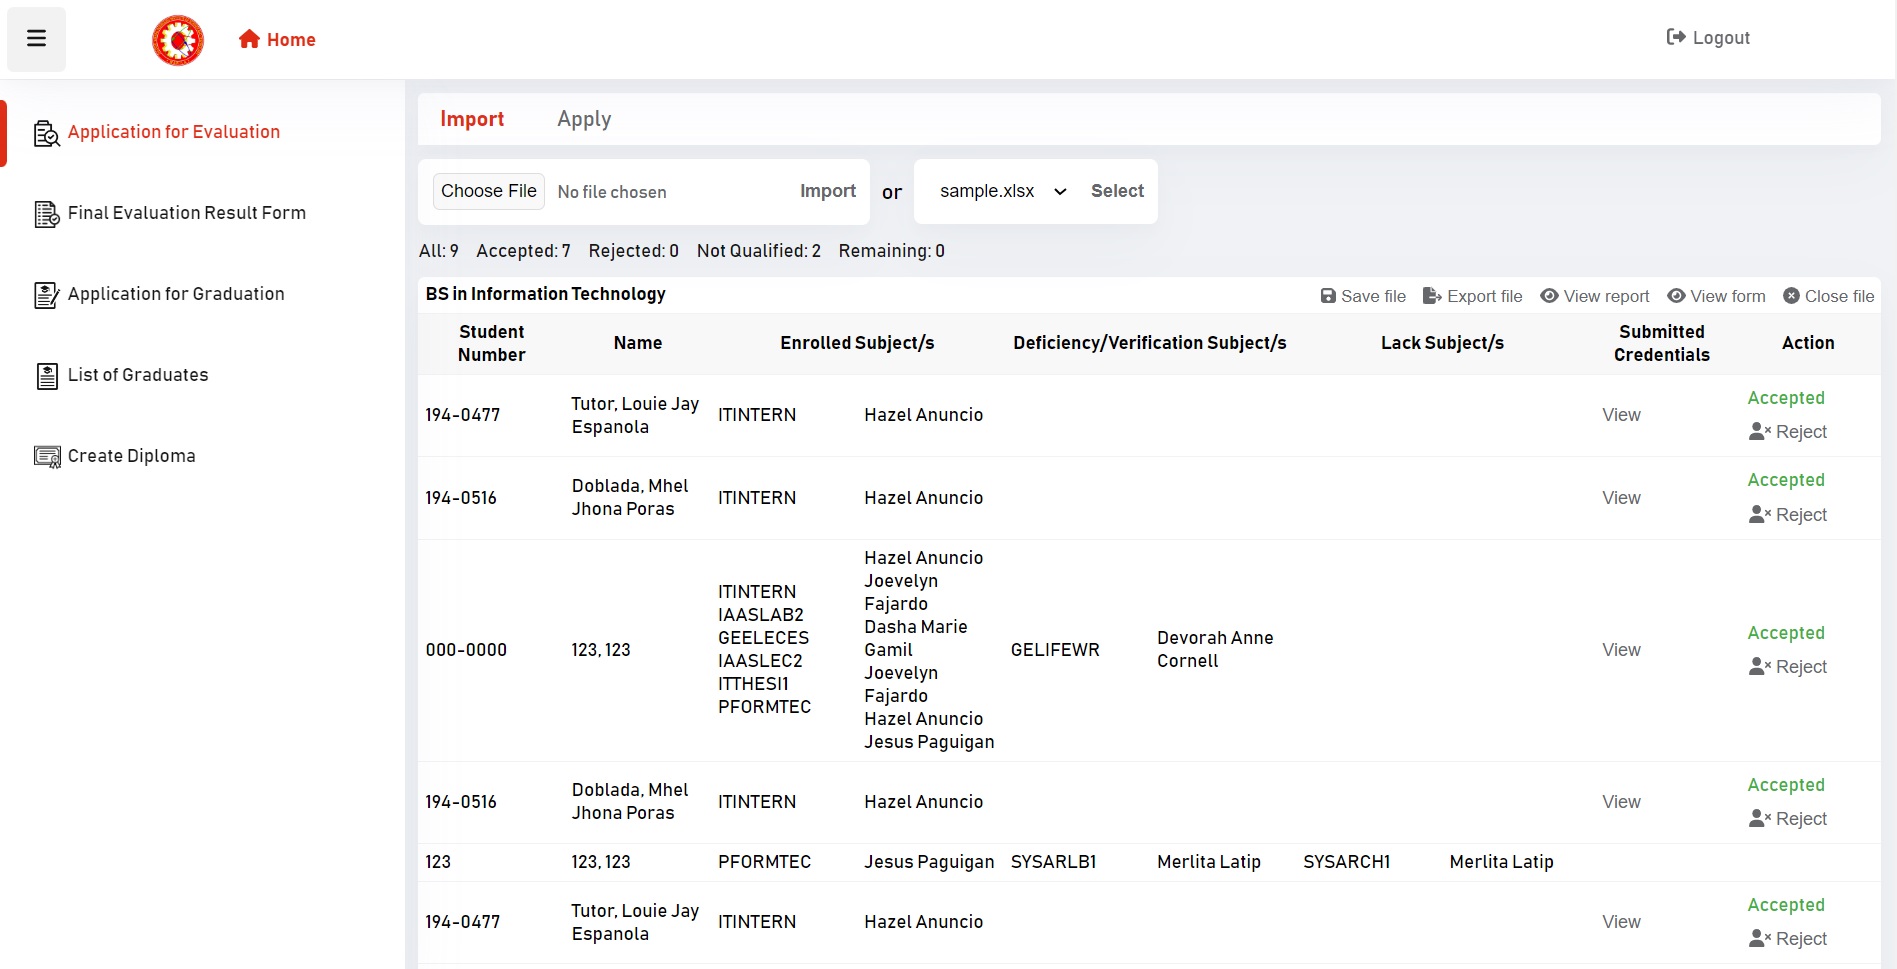 Home
Logout
Application for Evaluation
Final Evaluation Result Form
Application for Graduation
List of Graduates
Create Diploma
Import Apply
Choose File No file chosen Import or sample.xlsx Select
All: 9 Accepted: 7 Rejected: 0 Not Qualified: 2 Remaining: 0
BS in Information Technology Save file Export file View report View form Close file
Student Number Name Enrolled Subject/s Deficiency/Verification Subject/s Lack Subject/s Submitted Credentials Action
194-0477
Tutor, Louie Jay
Espanola
ITINTERN
Hazel Anuncio
View
Accepted
Reject
194-0516
Doblada, Mhel
Jhona Poras
ITINTERN
Hazel Anuncio
View
Accepted
Reject
000-0000
123, 123
ITINTERN
IAASLAB2
GEELECES
IAASLEC2
ITTHESI1
PFORMTEC
Hazel Anuncio
Joevelyn
Fajardo
Dasha Marie
Gamil
Joevelyn
Fajardo
Hazel Anuncio
Jesus Paguigan
GELIFEWR
Devorah Anne
Cornell
View
Accepted
Reject
194-0516
Doblada, Mhel
Jhona Poras
ITINTERN
Hazel Anuncio
View
Accepted
Reject
123 123, 123 PFORMTEC Jesus Paguigan SYSARLB1 Merlita Latip SYSARCH1 Merlita Latip
194-0477
Tutor, Louie Jay
Espanola
ITINTERN
Hazel Anuncio
View
Accepted
Reject